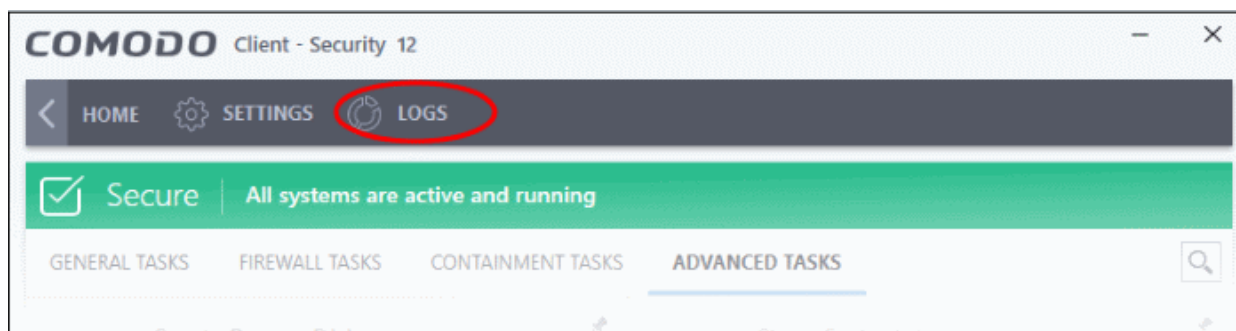 COMODO Client - Security 12
HOME SETTINGS LOGS
Secure All systems are active and running
GENERAL TASKS FIREWALL TASKS CONTAINMENT TASKS ADVANCED TASKS